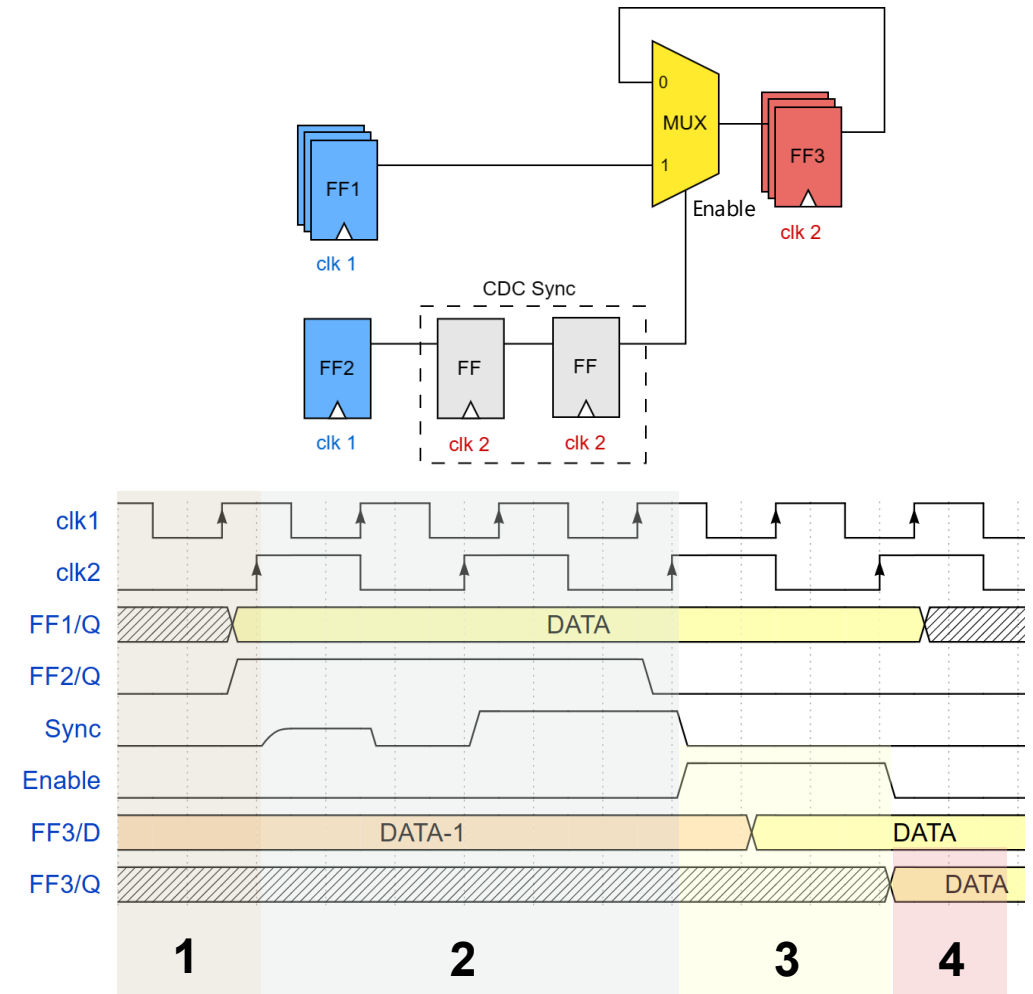 0
MUX
1
FF1
FF3
Enable
clk 1
clk 2
CDC Sync
FF2
FF
FF
clk 1
clk 2
clk 2
clk1
clk2
FF1/Q
DATA
FF2/Q
Sync
Enable
FF3/D
DATA-1
DATA
FF3/Q
DATA
1
2
3
4